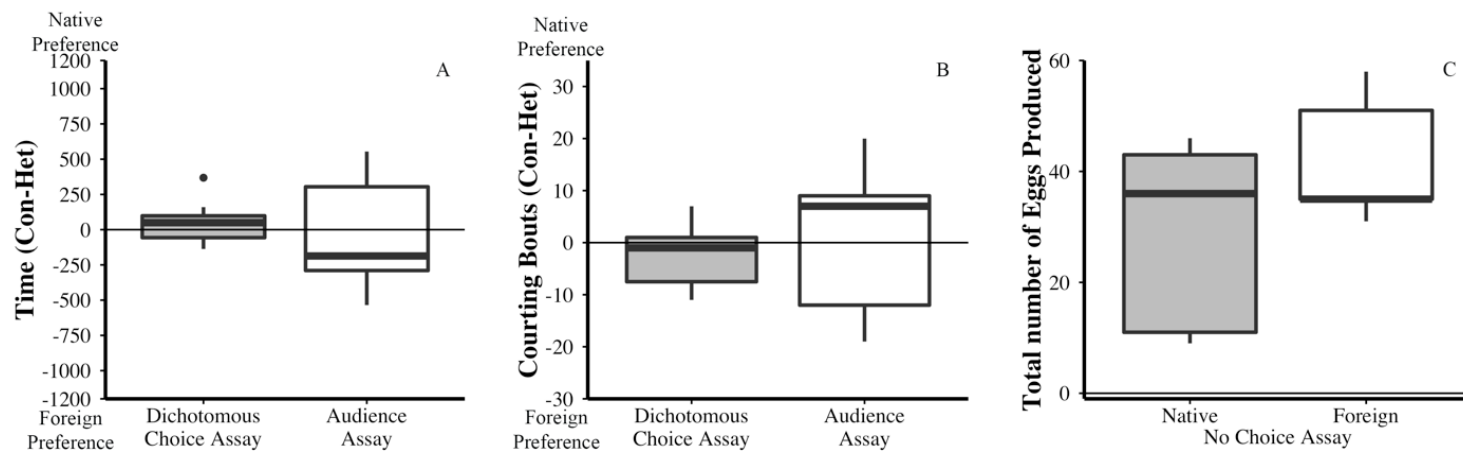 Native
Preference
1200
1000
750
500
250
0
-250
-500
-750
-1000
-1200
Time (Con-Het)
Foreign
Preference
Dichotomous
Choice Assay
Audience
Assay
A
Native
Preference
30
20
10
0
-10
-20
-30
Courting Bouts (Con-Het)
Foreign
Preference
Dichotomous
Choice Assay
Audience
Assay
B
60
40
20
0
Total number of Eggs Produced
Native
Foreign
No Choice Assay
C